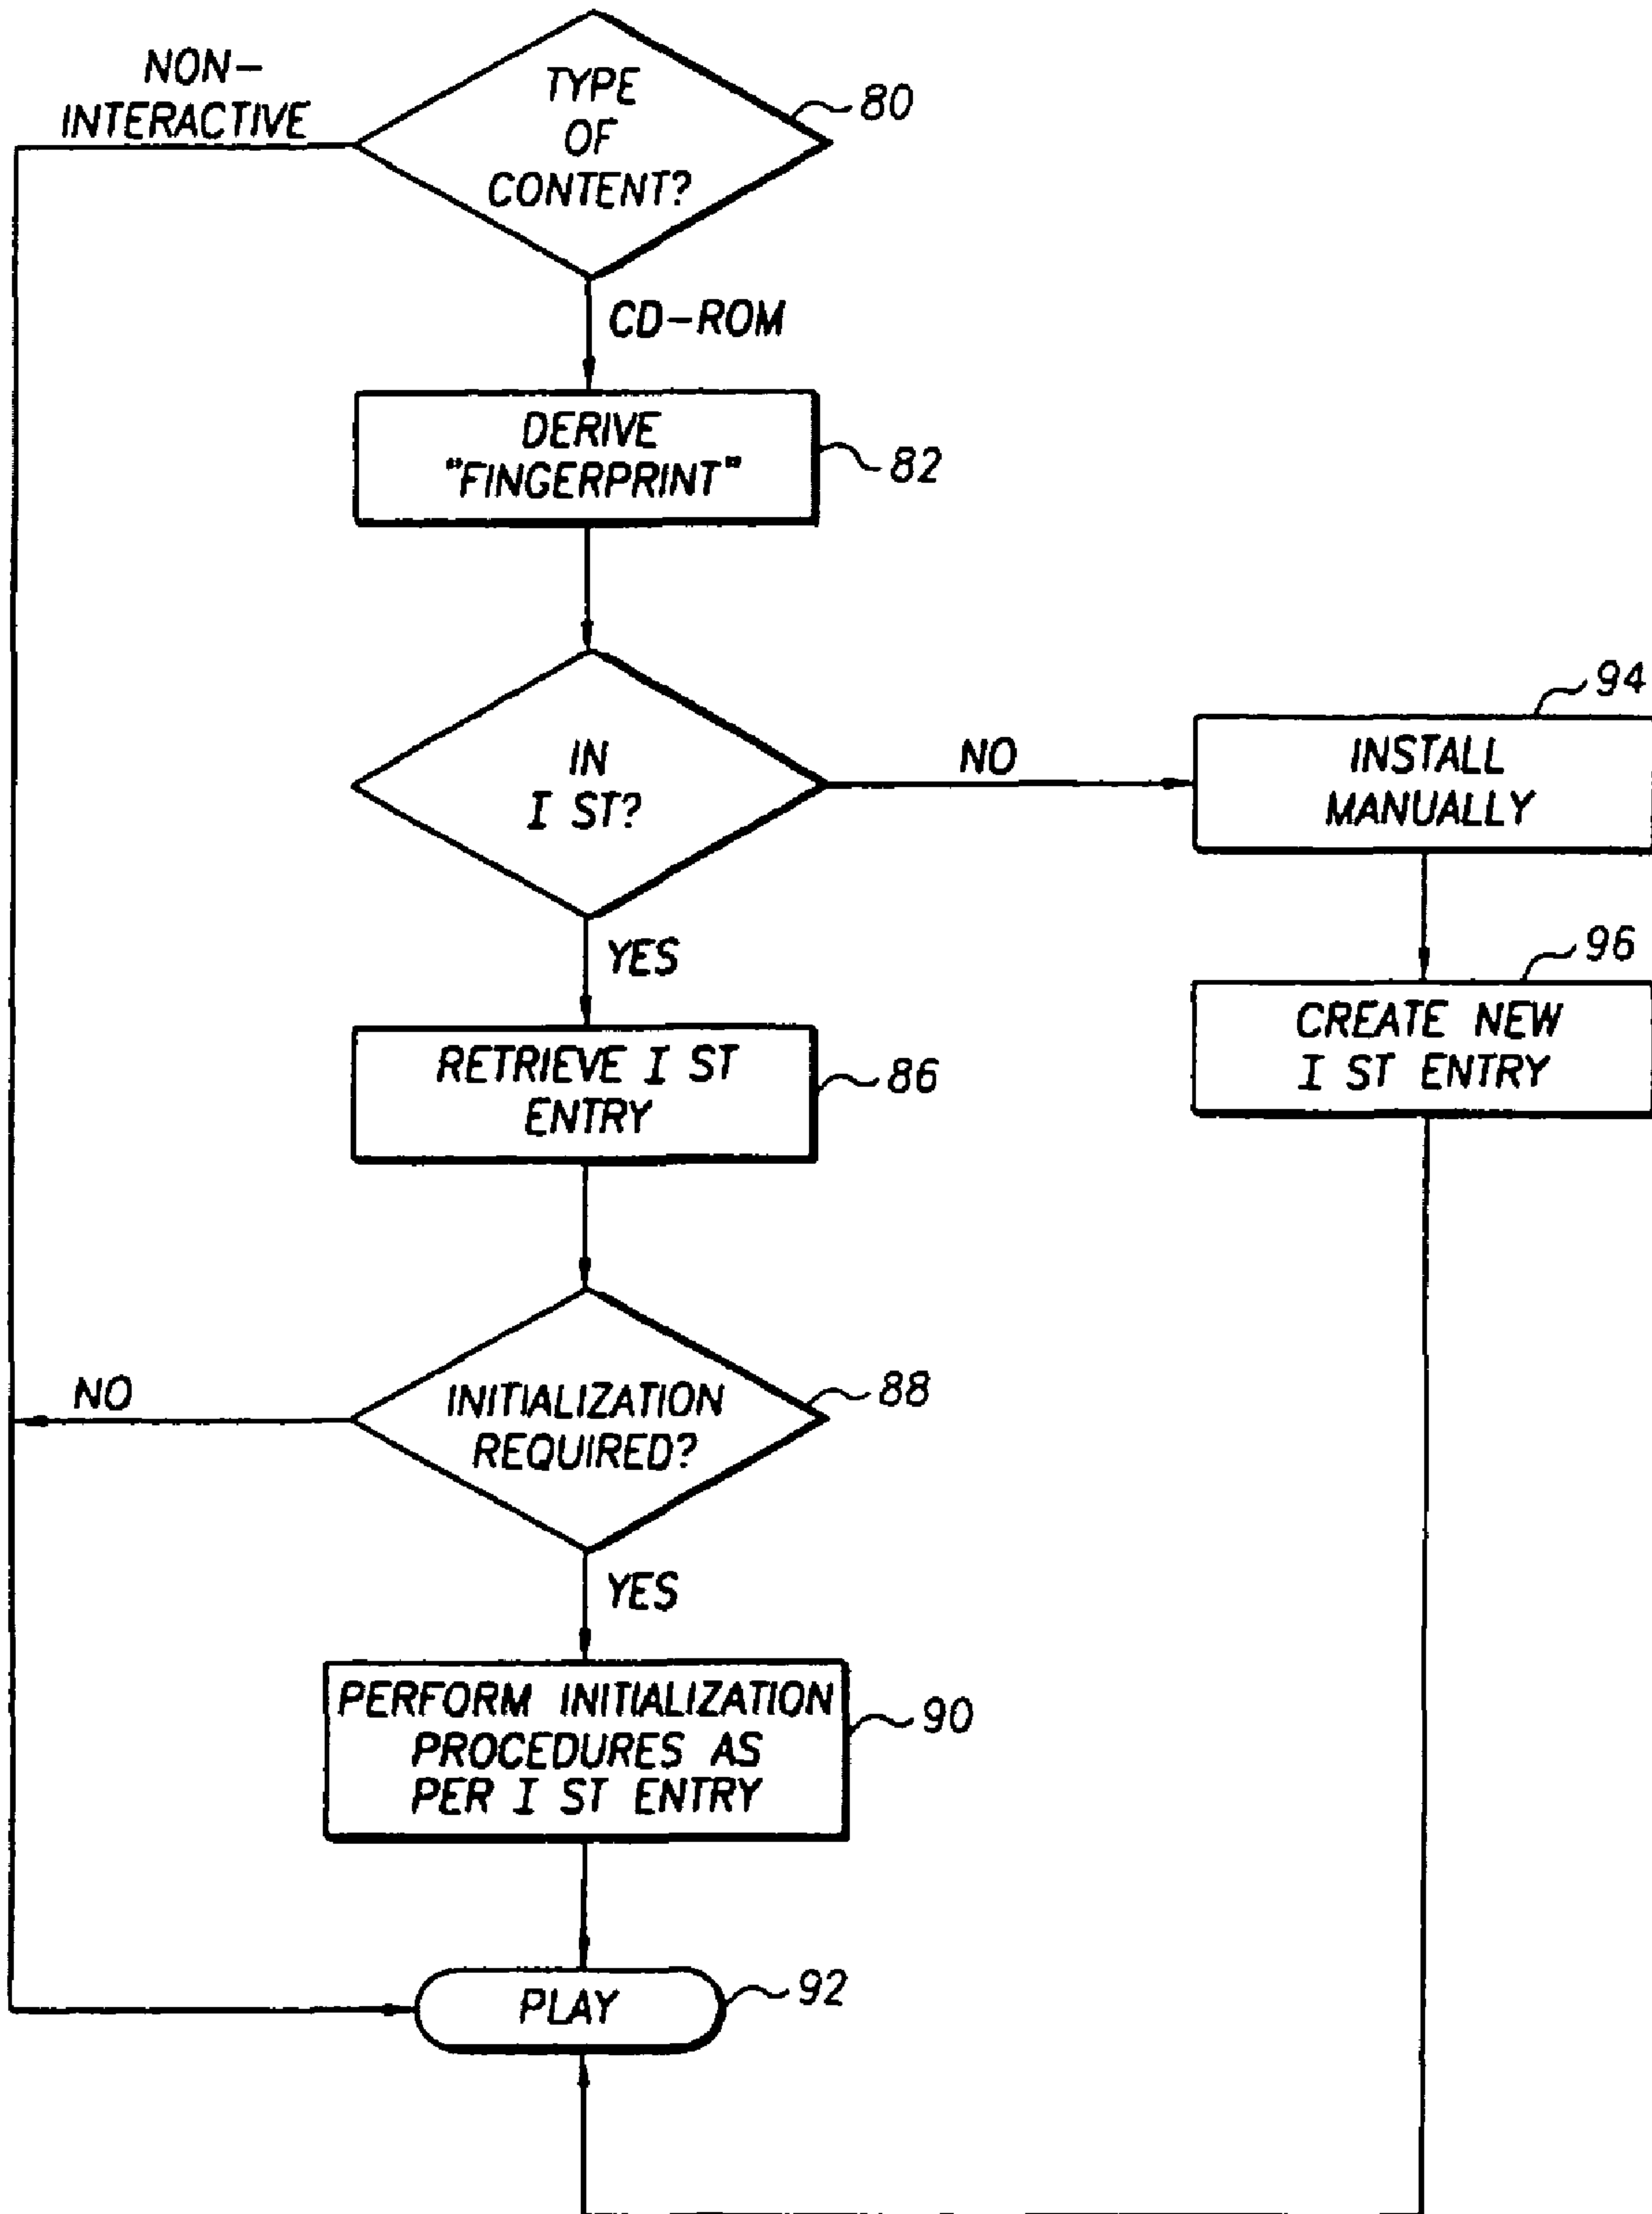 NON-
INTERACTIVE
TYPE
OF
CONTENT?
80
CD-ROM
DERIVE
"FINGERPRINT"
82
IN
I ST?
NO
94
INSTALL
MANUALLY
YES
96
CREATE NEW
I ST ENTRY
RETRIEVE I ST
ENTRY
86
NO
INITIALIZATION
REQUIRED?
88
YES
PERFORM INITIALIZATION
PROCEDURES AS
PER I ST ENTRY
90
PLAY
92